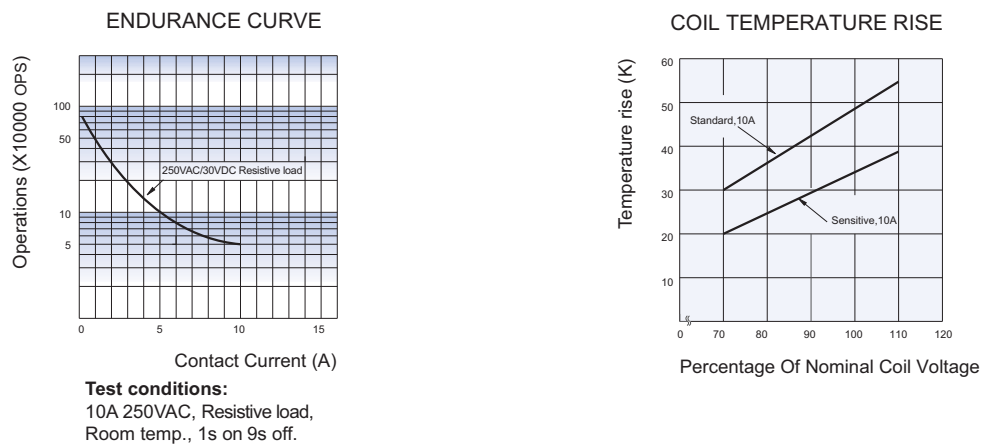 ENDURANCE CURVE
Operations (X10000 OPS)
100
50
10
5
250VAC/30VDC Resistive load
0
5
10
15
Contact Current (A)
Test conditions:
10A 250VAC, Resistive load,
Room temp., 1s on 9s off.
COIL TEMPERATURE RISE
Temperature rise (K)
60
50
40
30
20
10
Standard,10A
Sensitive,10A
0
70
80
90
100
110
120
Percentage Of Nominal Coil Voltage